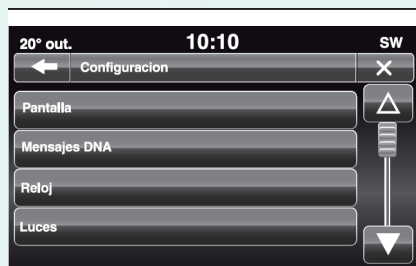 20° out. 10:10 SW
Configuracion
Pantalla
Mensajes DNA
Reloj
Luces